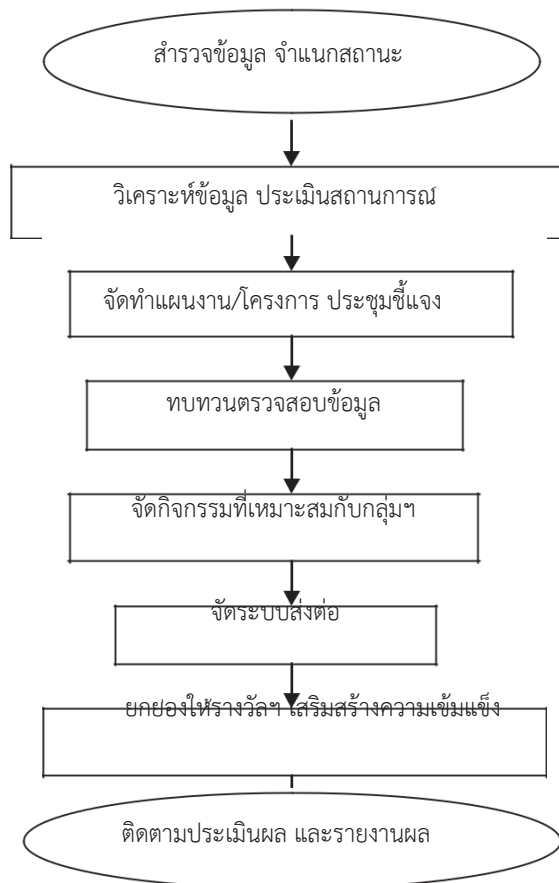 สำรวจข้อมูล จำแนกสถานะ
วิเคราะห์ข้อมูล ประเมินสถานการณ์
จัดทำแผนงาน/โครงการ ประชุมชี้แจง
ทบทวนตรวจสอบข้อมูล
จัดกิจกรรมที่เหมาะสมกับกลุ่มฯ
จัดระบบส่งต่อ
ยกย่องให้รางวัลฯ เสริมสร้างความเข้มแข็ง
ติดตามประเมินผล และรายงานผล